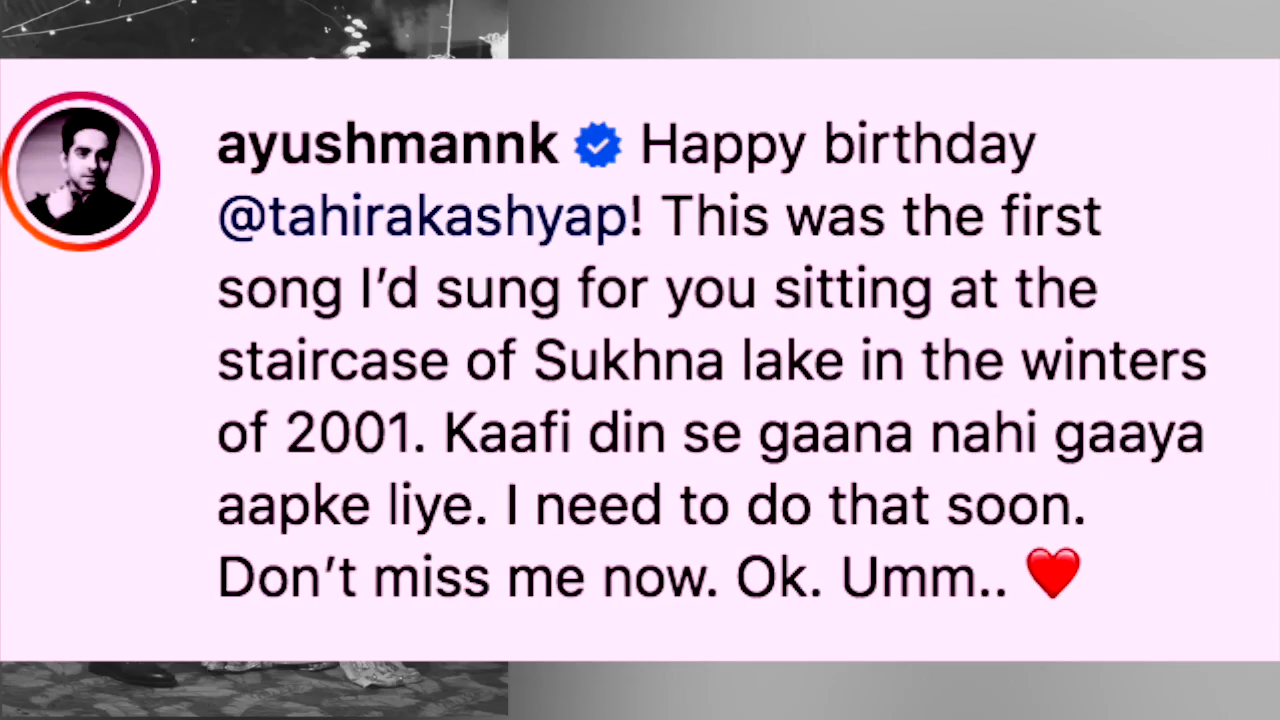 ayushmannk Happy birthday
@tahirakashyap! This was the first
song I’d sung for you sitting at the
staircase of Sukhna lake in the winters
of 2001. Kaafi din se gaana nahi gaaya
aapke liye. I need to do that soon.
Don’t miss me now. Ok. Umm.. ❤️